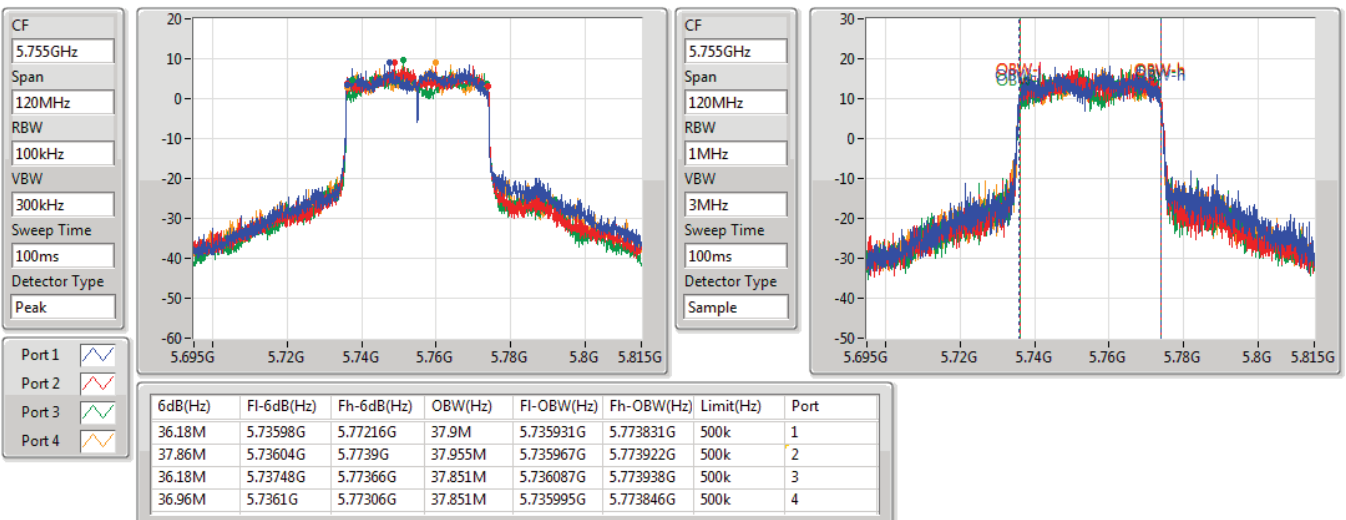 CF
5.755GHz
Span
120MHz
RBW
100kHz
VBW
300kHz
Sweep Time
100ms
Detector Type
Peak
20
10
0
-10
-20
-30
-40
-50
-60
5.695G 5.72G 5.74G 5.76G 5.78G 5.8G 5.815G
CF
5.755GHz
Span
120MHz
RBW
1MHz
VBW
3MHz
Sweep Time
100ms
Detector Type
Sample
30
20
10
0
-10
-20
-30
-40
-50
OBW-l OBW-h
5.695G 5.72G 5.74G 5.76G 5.78G 5.8G 5.815G
Port 1
Port 2
Port 3
Port 4
6dB(Hz) Fl-6dB(Hz) Fh-6dB(Hz) OBW(Hz) Fl-OBW(Hz) Fh-OBW(Hz) Limit(Hz) Port
36.18M 5.73598G 5.77216G 37.9M 5.735931G 5.773831G 500k 1
37.86M 5.73604G 5.7739G 37.955M 5.735967G 5.773922G 500k 2
36.18M 5.73748G 5.77366G 37.851M 5.736087G 5.773938G 500k 3
36.96M 5.7361G 5.77306G 37.851M 5.735995G 5.773846G 500k 4